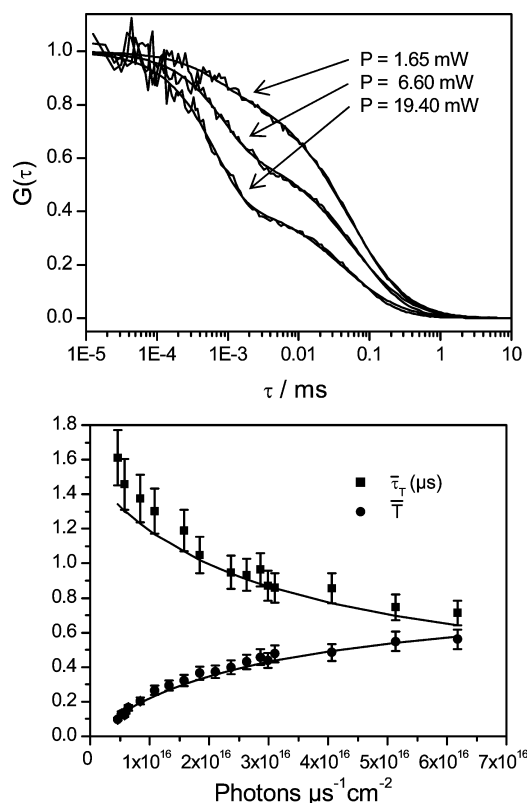 1.0
0.8
0.6
0.4
0.2
0.0
G(τ)
P = 1.65 mW
P = 6.60 mW
P = 19.40 mW
1E-5
1E-4
1E-3
0.01
0.1
1
10
τ / ms
1.8
1.6
1.4
1.2
1.0
0.8
0.6
0.4
0.2
0.0
τ̄_T (μs)
T̿
0
1x10¹⁶
2x10¹⁶
3x10¹⁶
4x10¹⁶
5x10¹⁶
6x10¹⁶
7x10¹⁶
Photons μs⁻¹cm⁻²